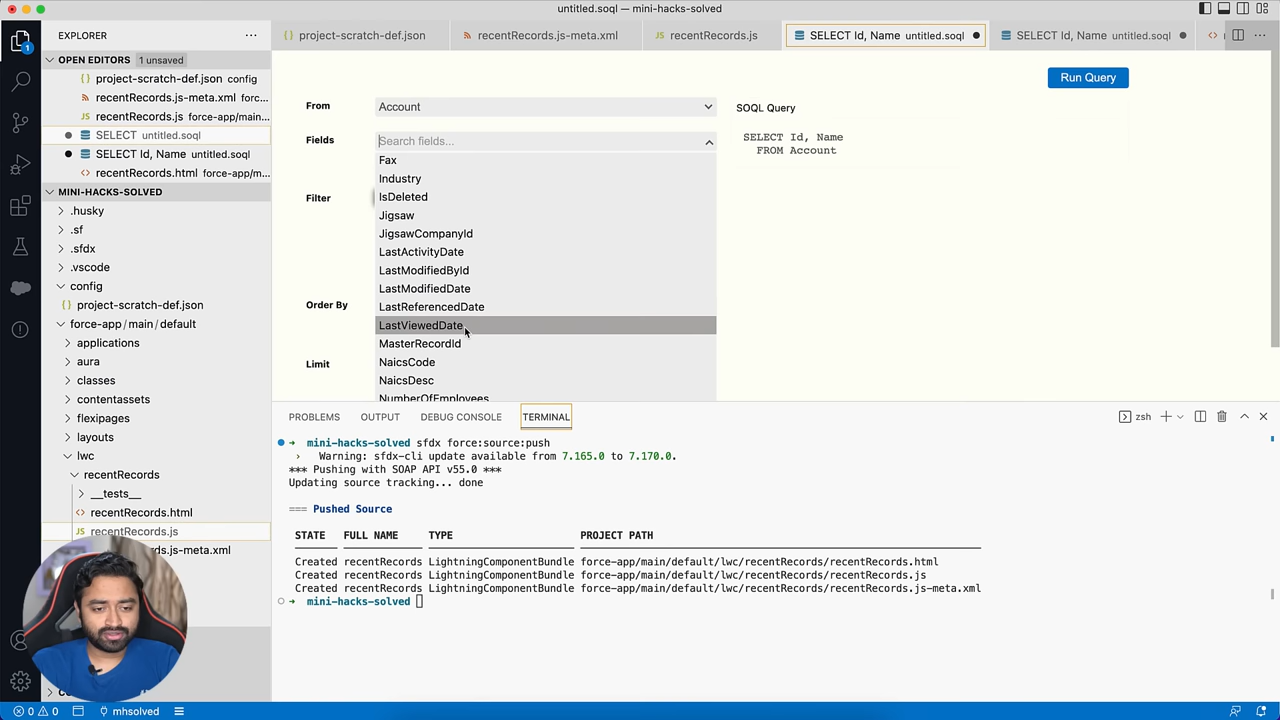 untitled.soql — mini-hacks-solved
EXPLORER
project-scratch-def.json
recentRecords.js-meta.xml
recentRecords.js
SELECT Id, Name untitled.soql
SELECT Id, Name untitled.soql
OPEN EDITORS 1 unsaved
project-scratch-def.json config
recentRecords.js-meta.xml forc...
recentRecords.js force-app/main...
SELECT untitled.soql
SELECT Id, Name untitled.soql
recentRecords.html force-app/m...
MINI-HACKS-SOLVED
.husky
.sf
.sfdx
.vscode
config
project-scratch-def.json
force-app / main / default
applications
aura
classes
contentassets
flexipages
layouts
lwc
recentRecords
__tests__
recentRecords.html
recentRecords.js
ds.js-meta.xml
1
Run Query
From
Account
Fields
Search fields...
Fax
Industry
IsDeleted
Jigsaw
JigsawCompanyId
LastActivityDate
LastModifiedById
LastModifiedDate
LastReferencedDate
LastViewedDate
MasterRecordId
NaicsCode
NaicsDesc
NumberOfEmployees
Filter
Order By
Limit
SOQL Query
SELECT Id, Name
FROM Account
PROBLEMS
OUTPUT
DEBUG CONSOLE
TERMINAL
zsh
mini-hacks-solved sfdx force:source:push
› Warning: sfdx-cli update available from 7.165.0 to 7.170.0.
*** Pushing with SOAP API v55.0 ***
Updating source tracking... done
=== Pushed Source
STATE FULL NAME TYPE PROJECT PATH
Created recentRecords LightningComponentBundle force-app/main/default/lwc/recentRecords/recentRecords.html
Created recentRecords LightningComponentBundle force-app/main/default/lwc/recentRecords/recentRecords.js
Created recentRecords LightningComponentBundle force-app/main/default/lwc/recentRecords/recentRecords.js-meta.xml
mini-hacks-solved
0 0
mhsolved